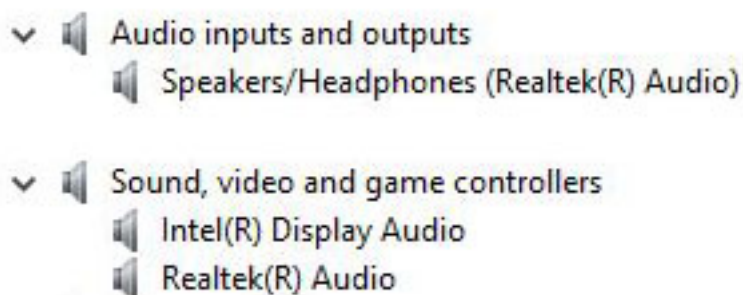 Audio inputs and outputs
Speakers/Headphones (Realtek(R) Audio)
Sound, video and game controllers
Intel(R) Display Audio
Realtek(R) Audio